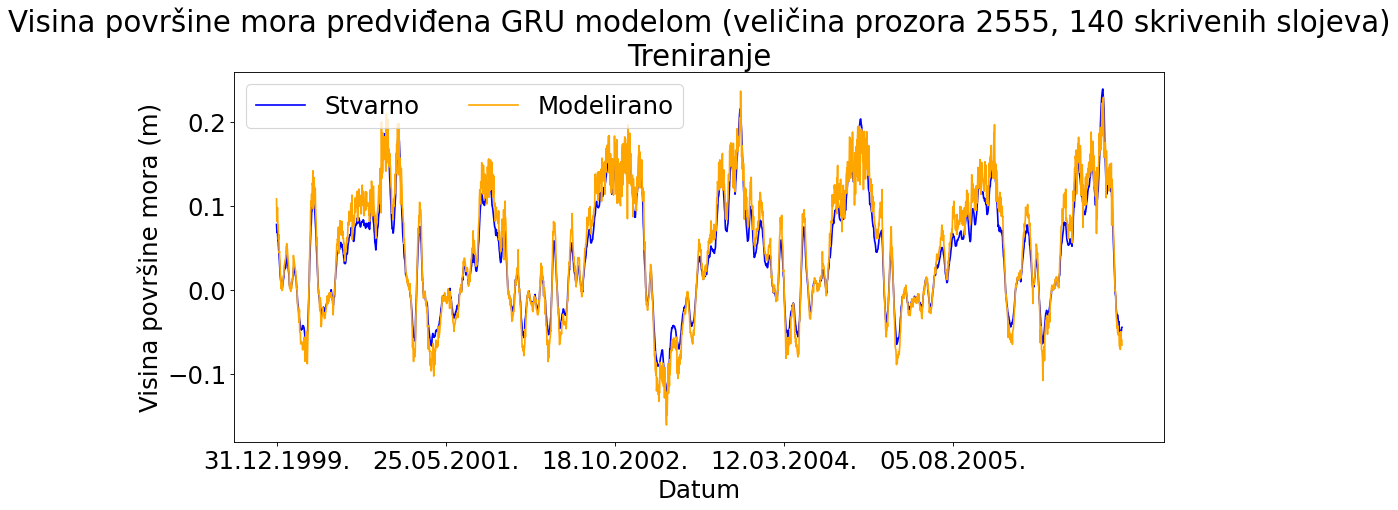 Visina površine mora predviđena GRU modelom (veličina prozora 2555, 140 skrivenih slojeva)
Treniranje
Stvarno Modelirano
Visina površine mora (m)
0.2
0.1
0.0
−0.1
31.12.1999. 25.05.2001. 18.10.2002. 12.03.2004. 05.08.2005.
Datum